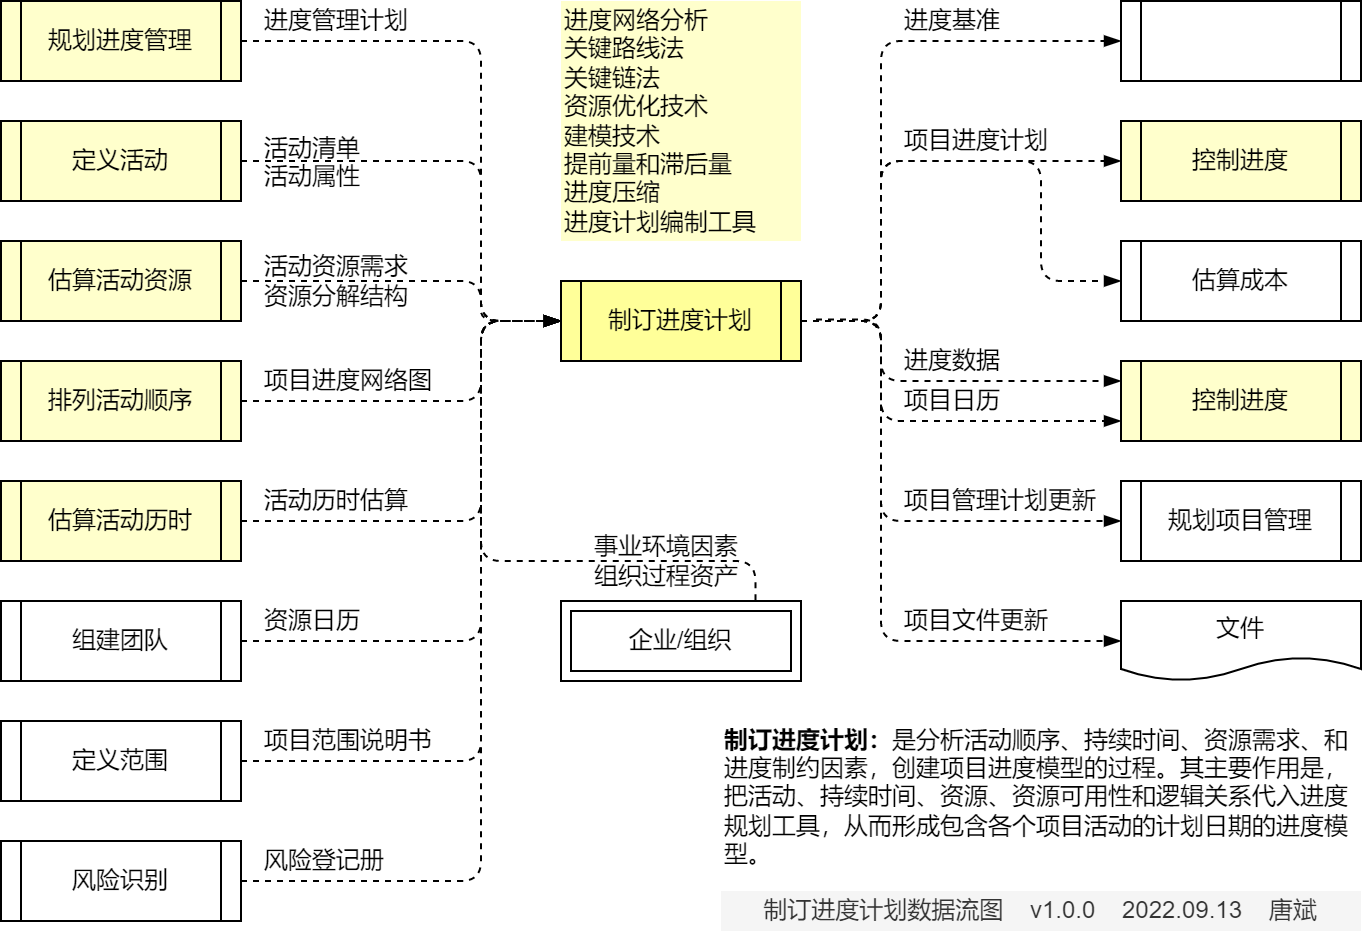 规划进度管理
进度管理计划
定义活动
活动清单
活动属性
估算活动资源
活动资源需求
资源分解结构
排列活动顺序
项目进度网络图
估算活动历时
活动历时估算
组建团队
资源日历
定义范围
项目范围说明书
风险识别
风险登记册
进度网络分析
关键路线法
关键链法
资源优化技术
建模技术
提前量和滞后量
进度压缩
进度计划编制工具
制订进度计划
事业环境因素
组织过程资产
企业/组织
进度基准
项目进度计划
控制进度
估算成本
进度数据
项目日历
控制进度
项目管理计划更新
规划项目管理
项目文件更新
文件
制订进度计划：是分析活动顺序、持续时间、资源需求、和
进度制约因素，创建项目进度模型的过程。其主要作用是，
把活动、持续时间、资源、资源可用性和逻辑关系代入进度
规划工具，从而形成包含各个项目活动的计划日期的进度模
型。
制订进度计划数据流图 v1.0.0 2022.09.13 唐斌